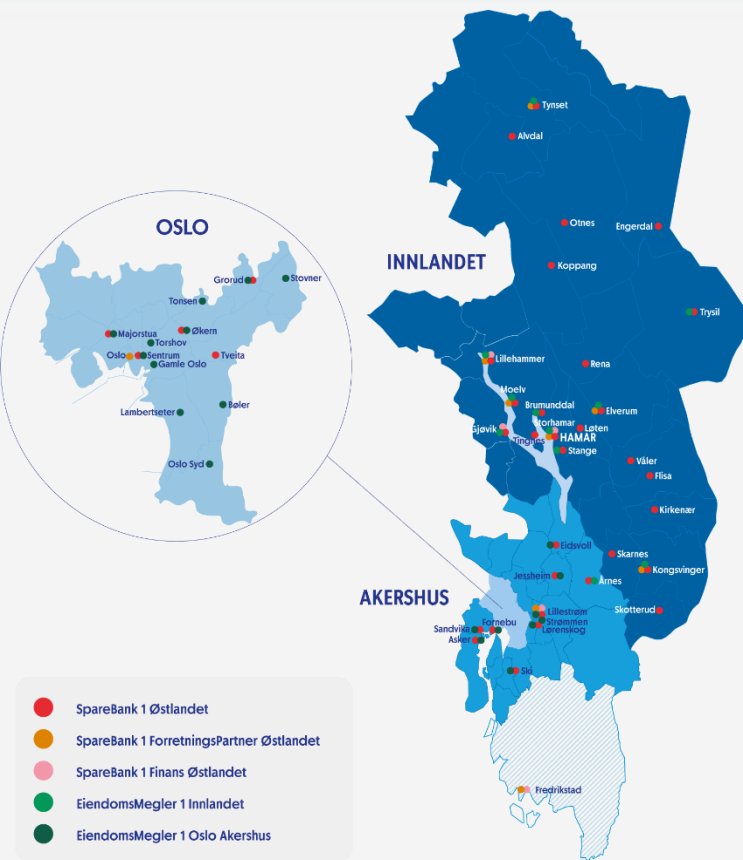 Tynset
Alvdal
Otnes
Engerdal
OSLO
INNLANDET
Koppang
Grorud
Stovner
Tonsen
Trysil
Majorstua
Økern
Torshov
Oslo
Sentrum
Tveita
Gamle Oslo
Lillehammer
Rena
Moelv
Lambertseter
Bøler
Brumunddal
Elverum
Storhamar
Gjøvik
Løten
Tingnes
HAMAR
Stange
Oslo Syd
Våler
Flisa
Kirkenær
Eidsvoll
Skarnes
Jessheim
Årnes
Kongsvinger
AKERSHUS
Lillestrøm
Skotterud
Strømmen
Fornebu
Sandvika
Lørenskog
Asker
Ski
SpareBank 1 Østlandet
SpareBank 1 ForretningsPartner Østlandet
SpareBank 1 Finans Østlandet
Fredrikstad
EiendomsMegler 1 Innlandet
EiendomsMegler 1 Oslo Akershus